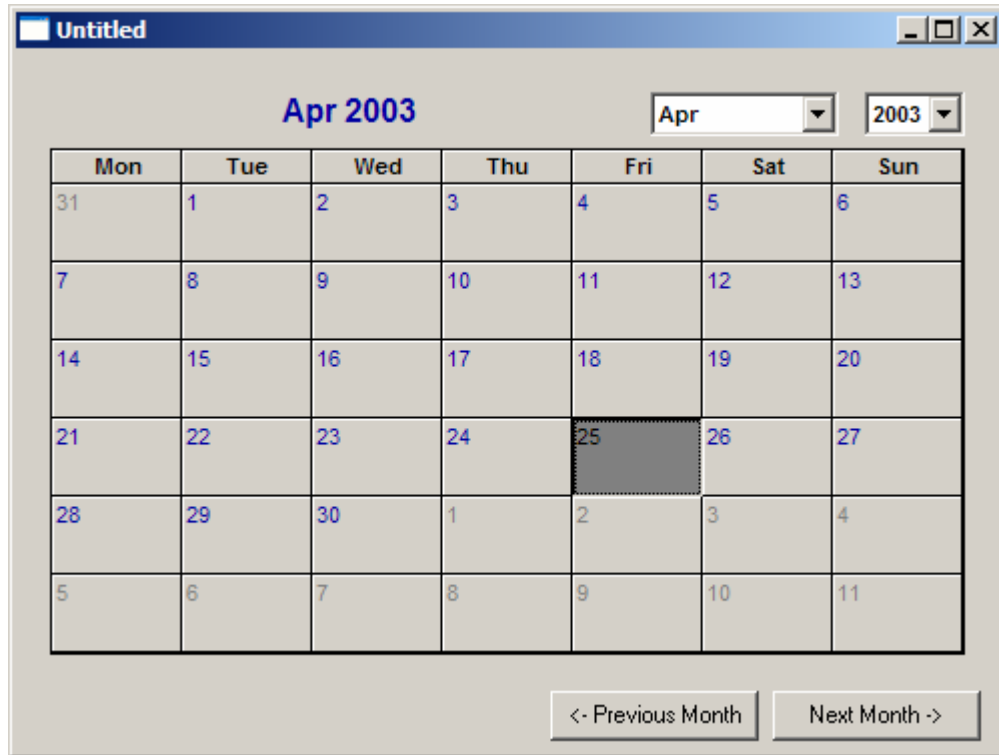 Untitled
Apr 2003 Apr 2003
Mon Tue Wed Thu Fri Sat Sun
31 1 2 3 4 5 6
7 8 9 10 11 12 13
14 15 16 17 18 19 20
21 22 23 24 25 26 27
28 29 30 1 2 3 4
5 6 7 8 9 10 11
<- Previous Month Next Month ->